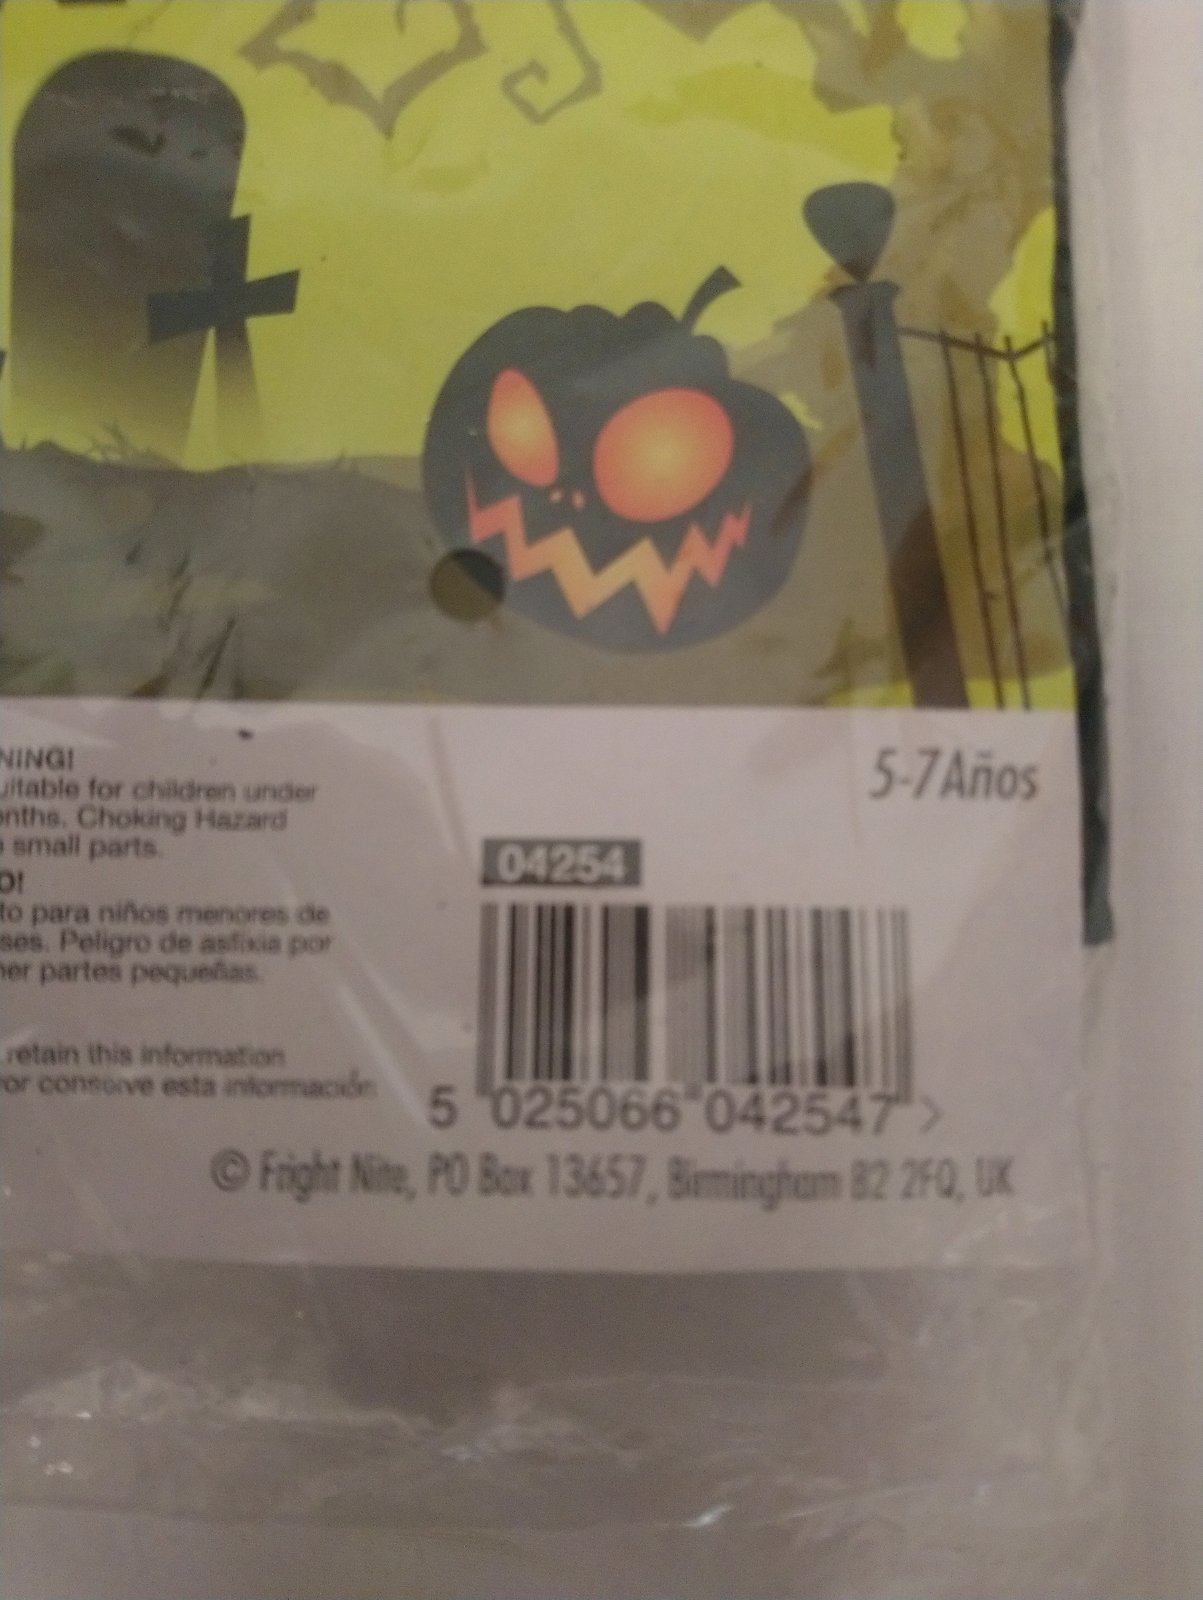 NING!
uitable for children under
onths. Choking Hazard
small parts.
O!
to para niños menores de
ses. Peligro de asfixia por
ner partes pequeñas.
retain this information
or conserve esta información
5-7 Años
04254
5 025066 042547 >
© Fright Nite, PO Box 13657, Birmingham B2 2FQ, UK